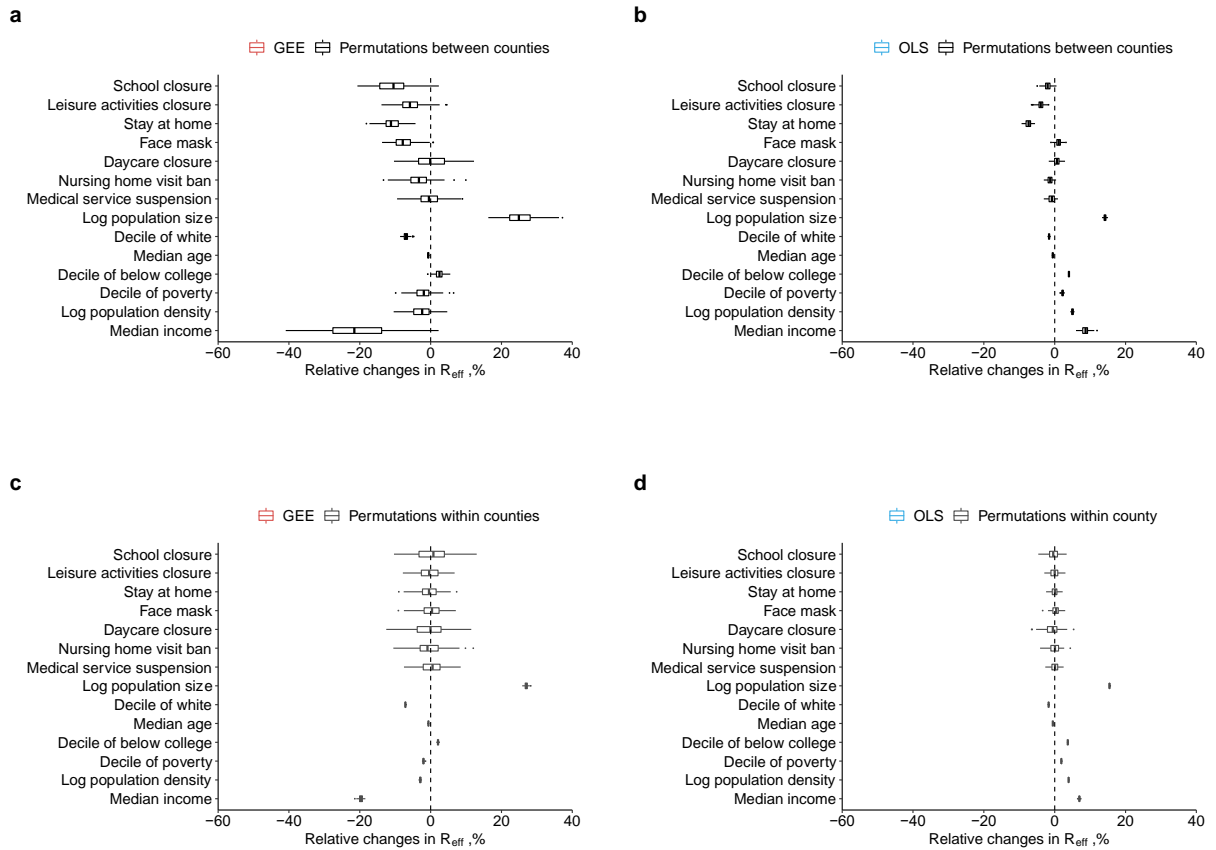 a
GEE Permutations between counties
School closure
Leisure activities closure
Stay at home
Face mask
Daycare closure
Nursing home visit ban
Medical service suspension
Log population size
Decile of white
Median age
Decile of below college
Decile of poverty
Log population density
Median income
−60 −40 −20 0 20 40
Relative changes in Reff ,%
b
OLS Permutations between counties
School closure
Leisure activities closure
Stay at home
Face mask
Daycare closure
Nursing home visit ban
Medical service suspension
Log population size
Decile of white
Median age
Decile of below college
Decile of poverty
Log population density
Median income
−60 −40 −20 0 20 40
Relative changes in Reff ,%
c
GEE Permutations within counties
School closure
Leisure activities closure
Stay at home
Face mask
Daycare closure
Nursing home visit ban
Medical service suspension
Log population size
Decile of white
Median age
Decile of below college
Decile of poverty
Log population density
Median income
−60 −40 −20 0 20 40
Relative changes in Reff ,%
d
OLS Permutations within county
School closure
Leisure activities closure
Stay at home
Face mask
Daycare closure
Nursing home visit ban
Medical service suspension
Log population size
Decile of white
Median age
Decile of below college
Decile of poverty
Log population density
Median income
−60 −40 −20 0 20 40
Relative changes in Reff ,%